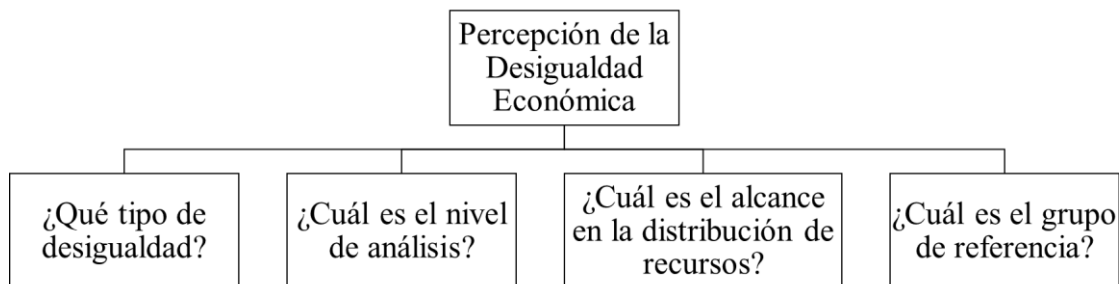 Percepción de la
Desigualdad
Económica
¿Qué tipo de
desigualdad?
¿Cuál es el nivel
de análisis?
¿Cuál es el alcance
en la distribución de
recursos?
¿Cuál es el grupo
de referencia?